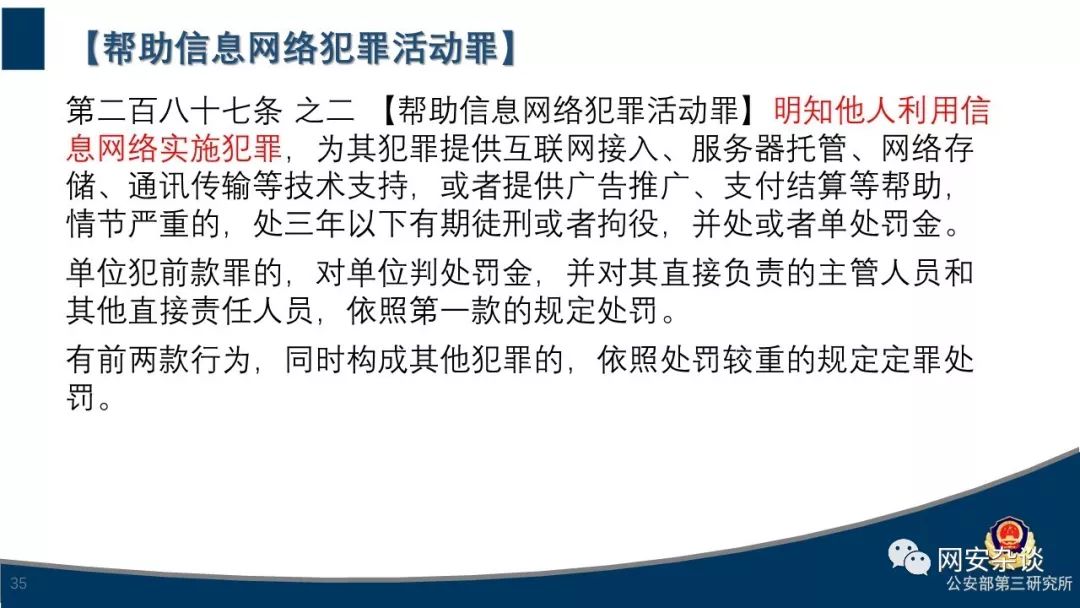 【帮助信息网络犯罪活动罪】
第二百八十七条 之二 【帮助信息网络犯罪活动罪】明知他人利用信
息网络实施犯罪，为其犯罪提供互联网接入、服务器托管、网络存
储、通讯传输等技术支持，或者提供广告推广、支付结算等帮助，
情节严重的，处三年以下有期徒刑或者拘役，并处或者单处罚金。
单位犯前款罪的，对单位判处罚金，并对其直接负责的主管人员和
其他直接责任人员，依照第一款的规定处罚。
有前两款行为，同时构成其他犯罪的，依照处罚较重的规定定罪处
罚。
网安杂谈
公安部第三研究所
35